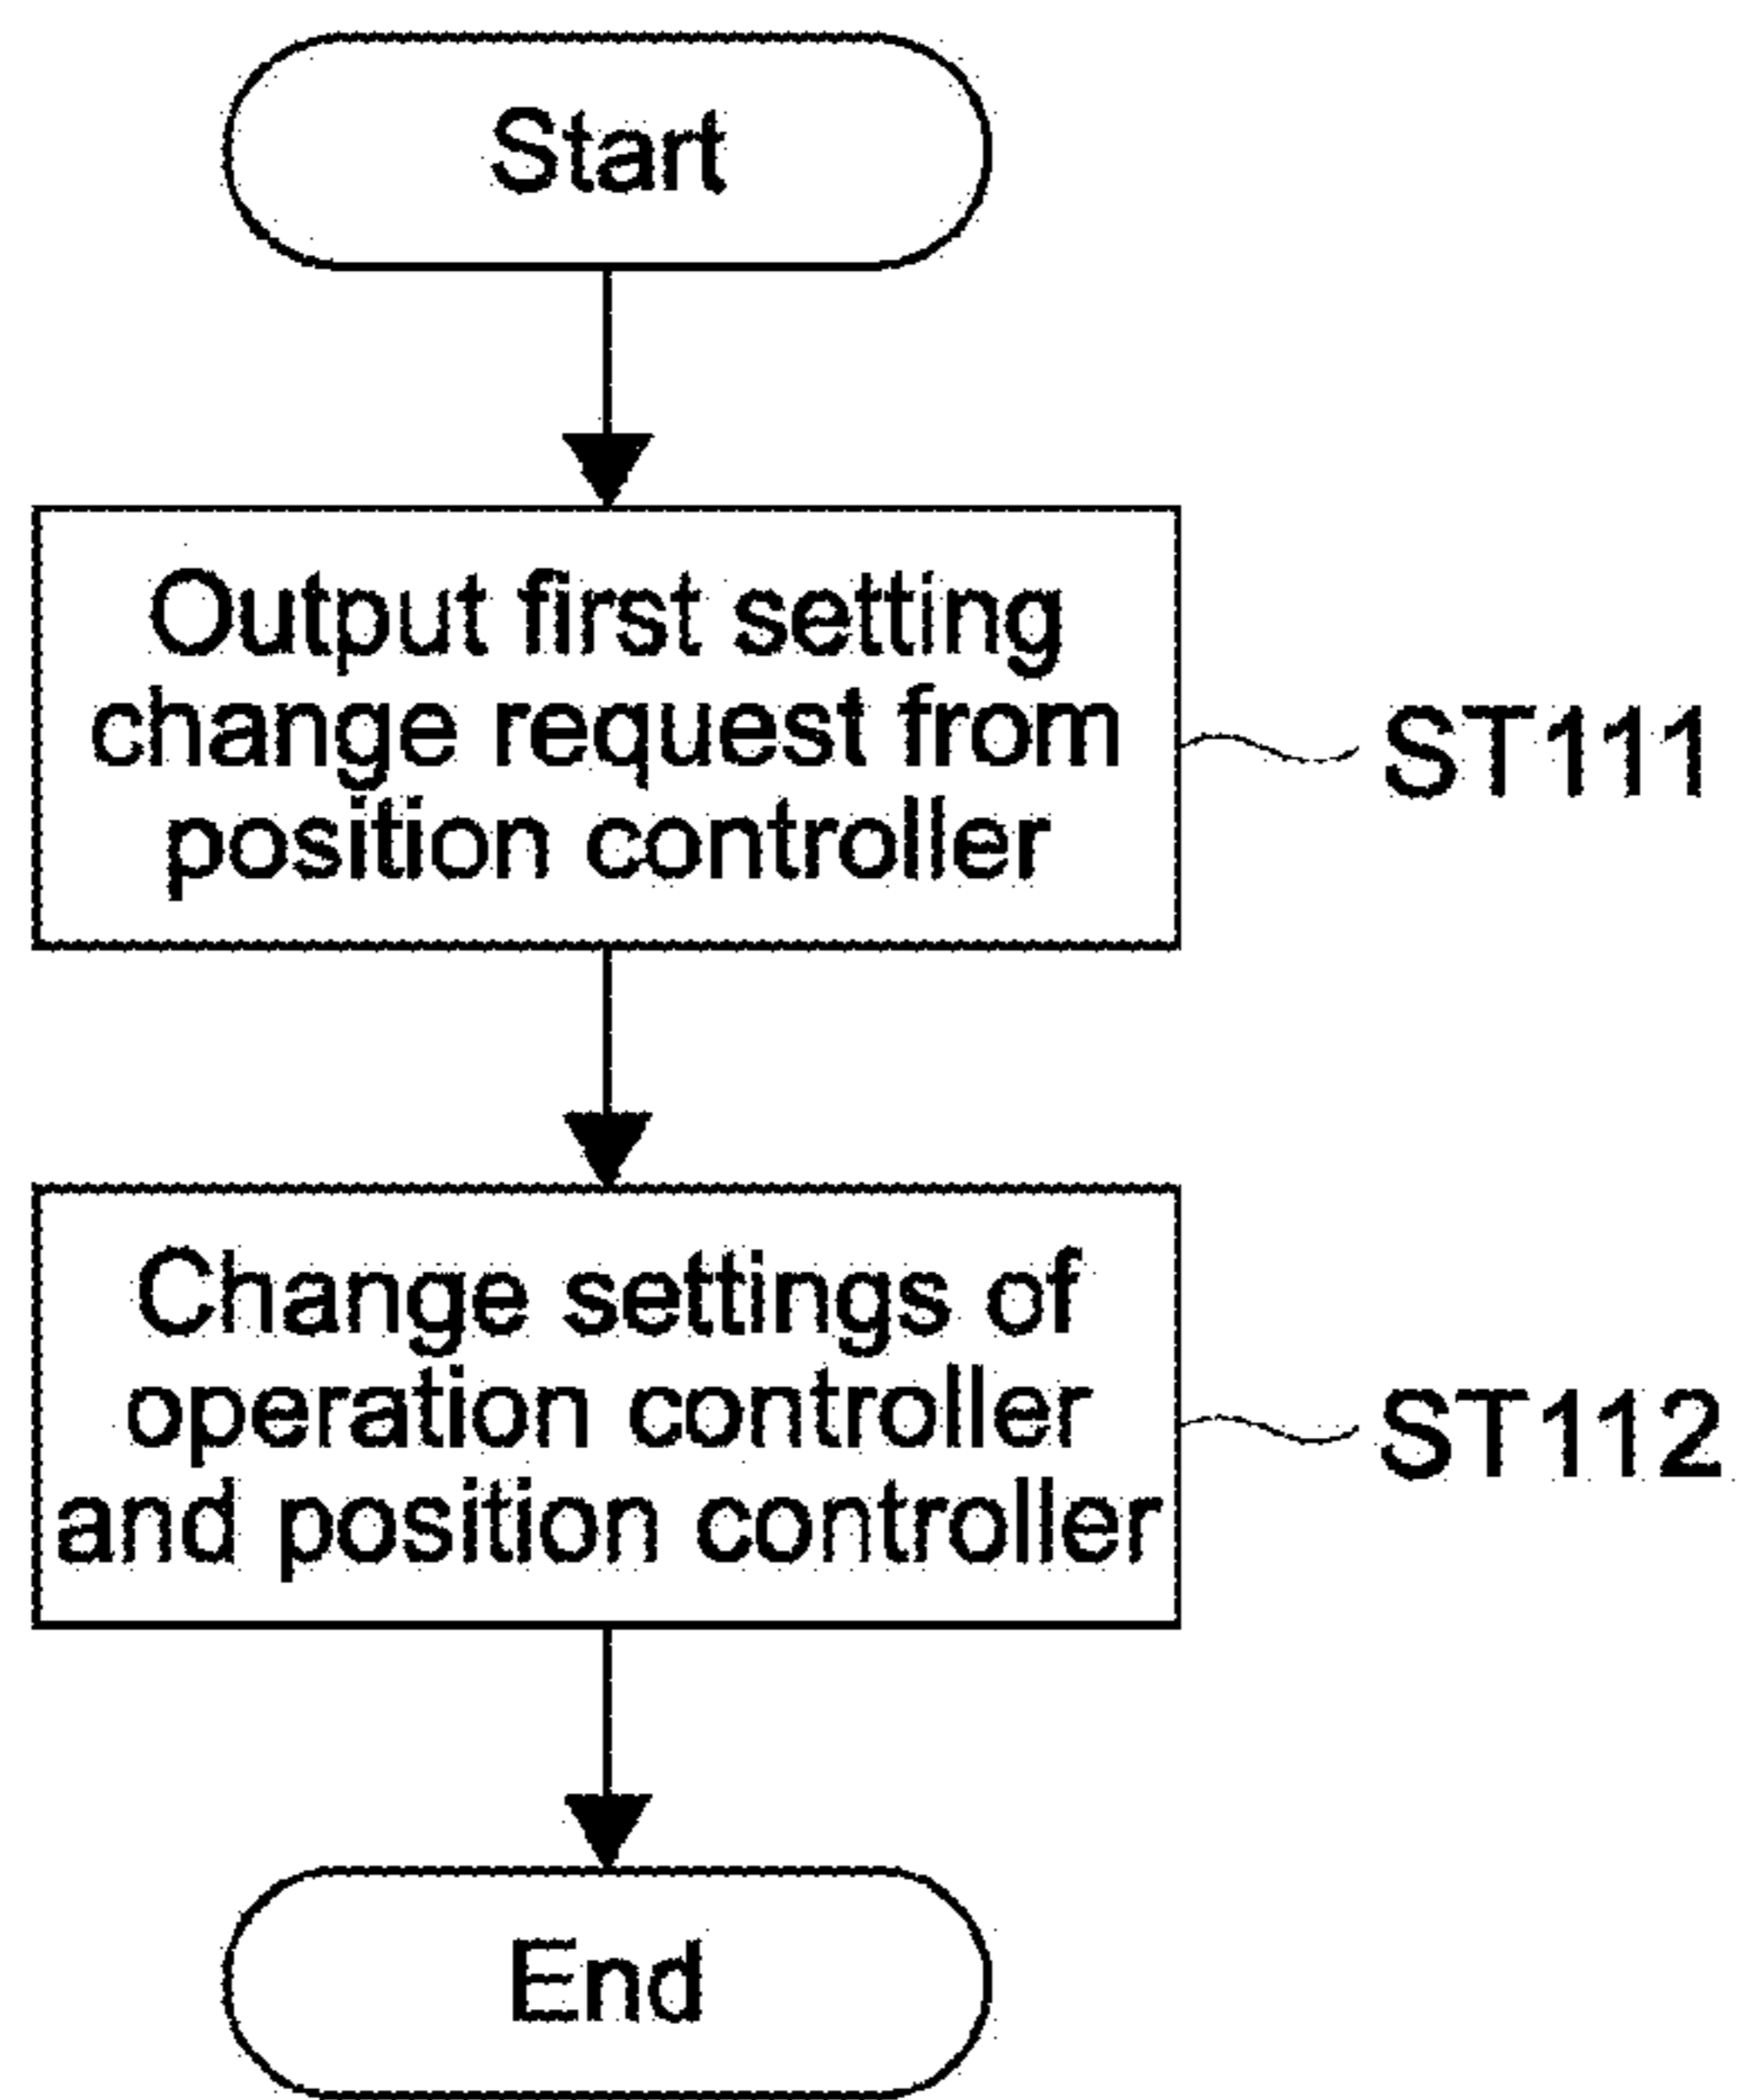 Start
Output first setting
change request from
position controller
ST111
Change settings of
operation controller
and position controller
ST112
End